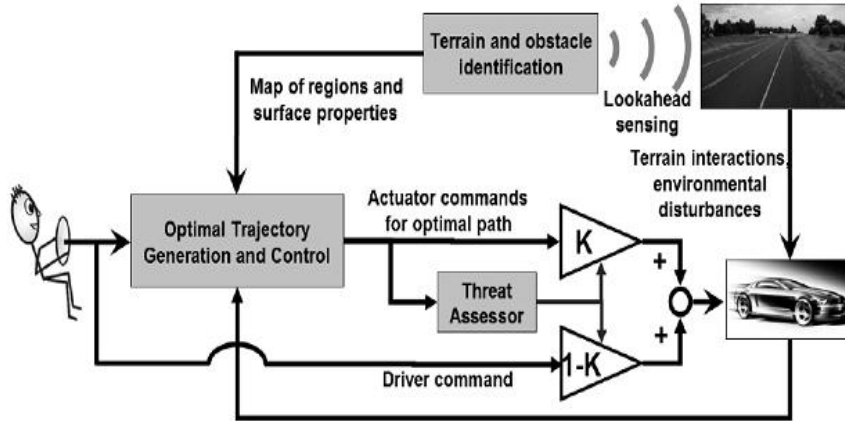 Terrain and obstacle
identification
Map of regions and
surface properties
Lookahead
sensing
Terrain interactions,
environmental
disturbances
Optimal Trajectory
Generation and Control
Actuator commands
for optimal path
K
+
Threat
Assessor
+
1-K
Driver command